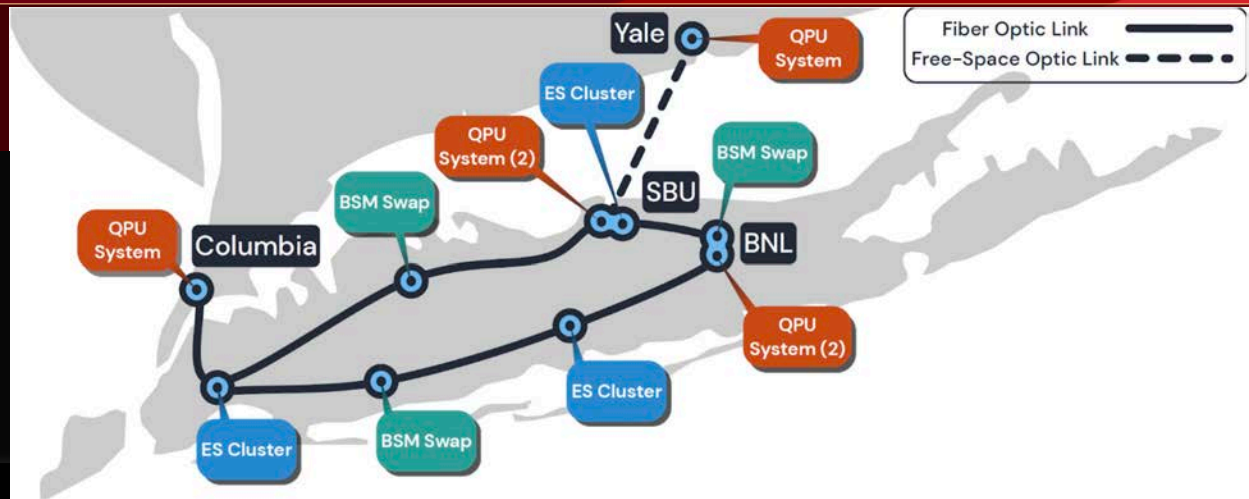 Yale
QPU
System
Fiber Optic Link
Free-Space Optic Link
ES Cluster
QPU
System (2)
BSM Swap
BSM Swap
SBU
QPU
System
Columbia
BNL
QPU
System (2)
ES Cluster
BSM Swap
ES Cluster